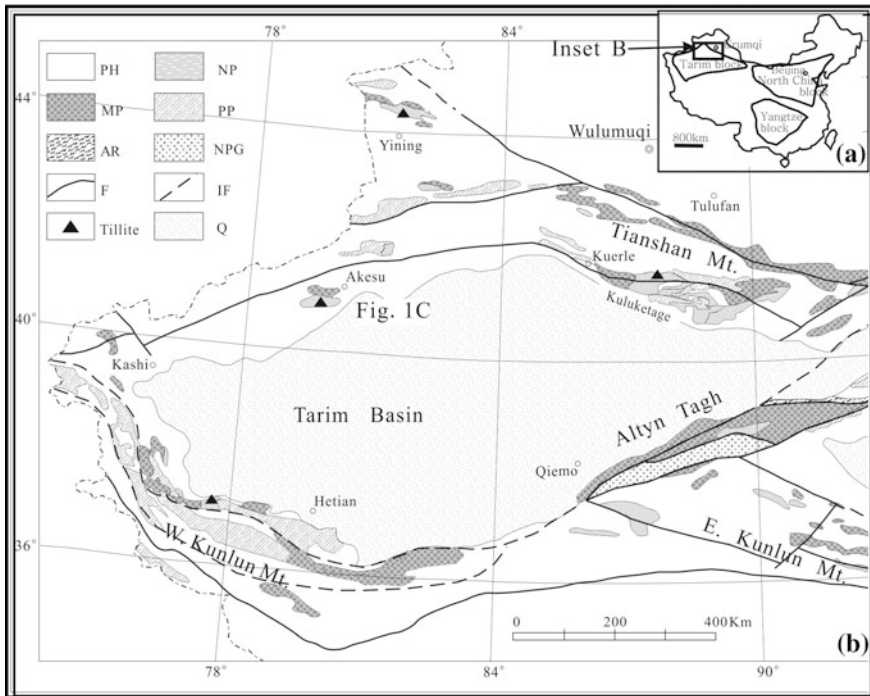 78°
84°
44°
40°
36°
78°
84°
90°
PH
NP
MP
PP
AR
NPG
F
IF
Tillite
Q
Inset B
Urumqi
Tarim block
Beijing
North China
block
Yangtze
block
800km
(a)
Yining
Wulumuqi
Tulufan
Tianshan Mt.
Kuerle
Kuluketage
Akesu
Fig. 1C
Kashi
Tarim Basin
Altyn Tagh
Qiemo
Hetian
W. Kunlun Mt.
E. Kunlun Mt.
0 200 400Km
(b)